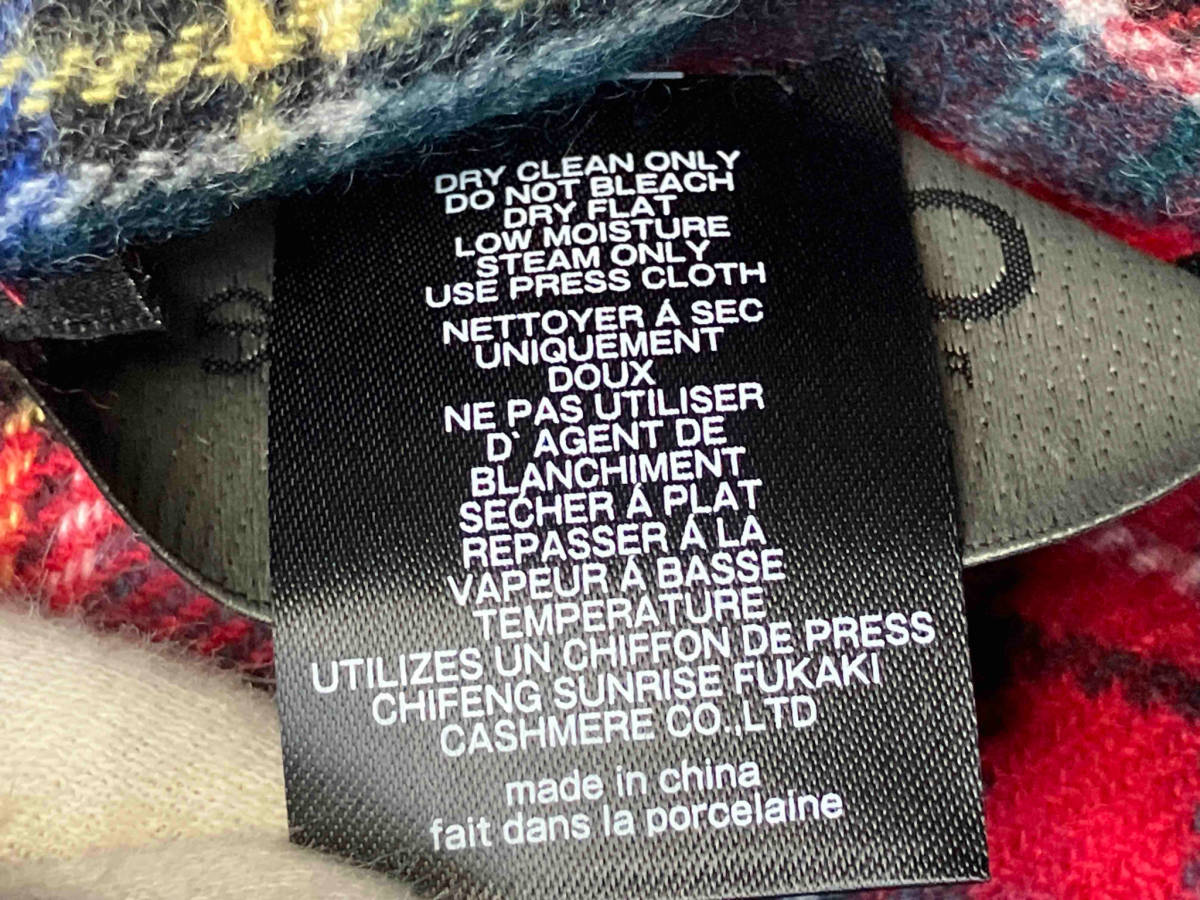 DRY CLEAN ONLY
DO NOT BLEACH
DRY FLAT
LOW MOISTURE
STEAM ONLY
USE PRESS CLOTH
NETTOYER Á SEC
UNIQUEMENT
DOUX
NE PAS UTILISER
D` AGENT DE
BLANCHIMENT
SECHER Á PLAT
REPASSER Á LA
VAPEUR Á BASSE
TEMPERATURE
UTILIZES UN CHIFFON DE PRESS
CHIFENG SUNRISE FUKAKI
CASHMERE CO.,LTD
made in china
fait dans la porcelaine